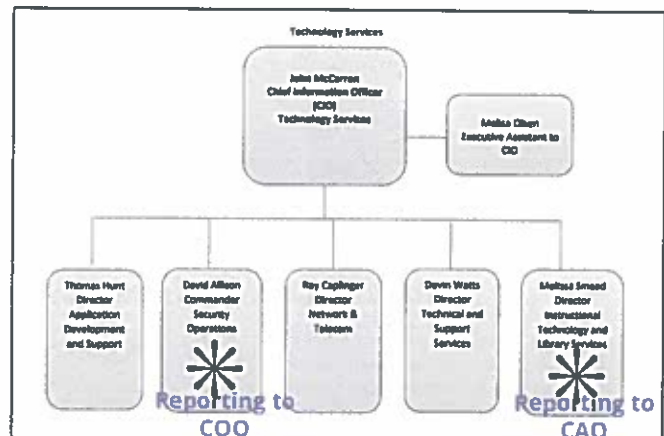 Technology Services
John McCarron
Chief Information Officer
(CIO)
Technology Services
Melisa Olsen
Executive Assistant to
CIO
Thomas Hunt
Director
Application
Development
and Support
David Allison
Commander
Security
Operations
Reporting to
COO
Ray Caplinger
Director
Network &
Telecom
Devin Watts
Director
Technical and
Support
Services
Melissa Smead
Director
Instructional
Technology and
Library Services
Reporting to
CAO